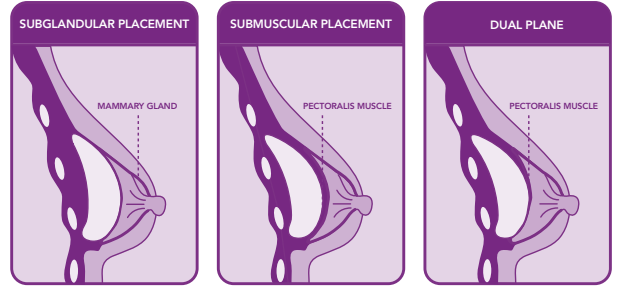 SUBGLANDULAR PLACEMENT
MAMMARY GLAND
SUBMUSCULAR PLACEMENT
PECTORALIS MUSCLE
DUAL PLANE
PECTORALIS MUSCLE